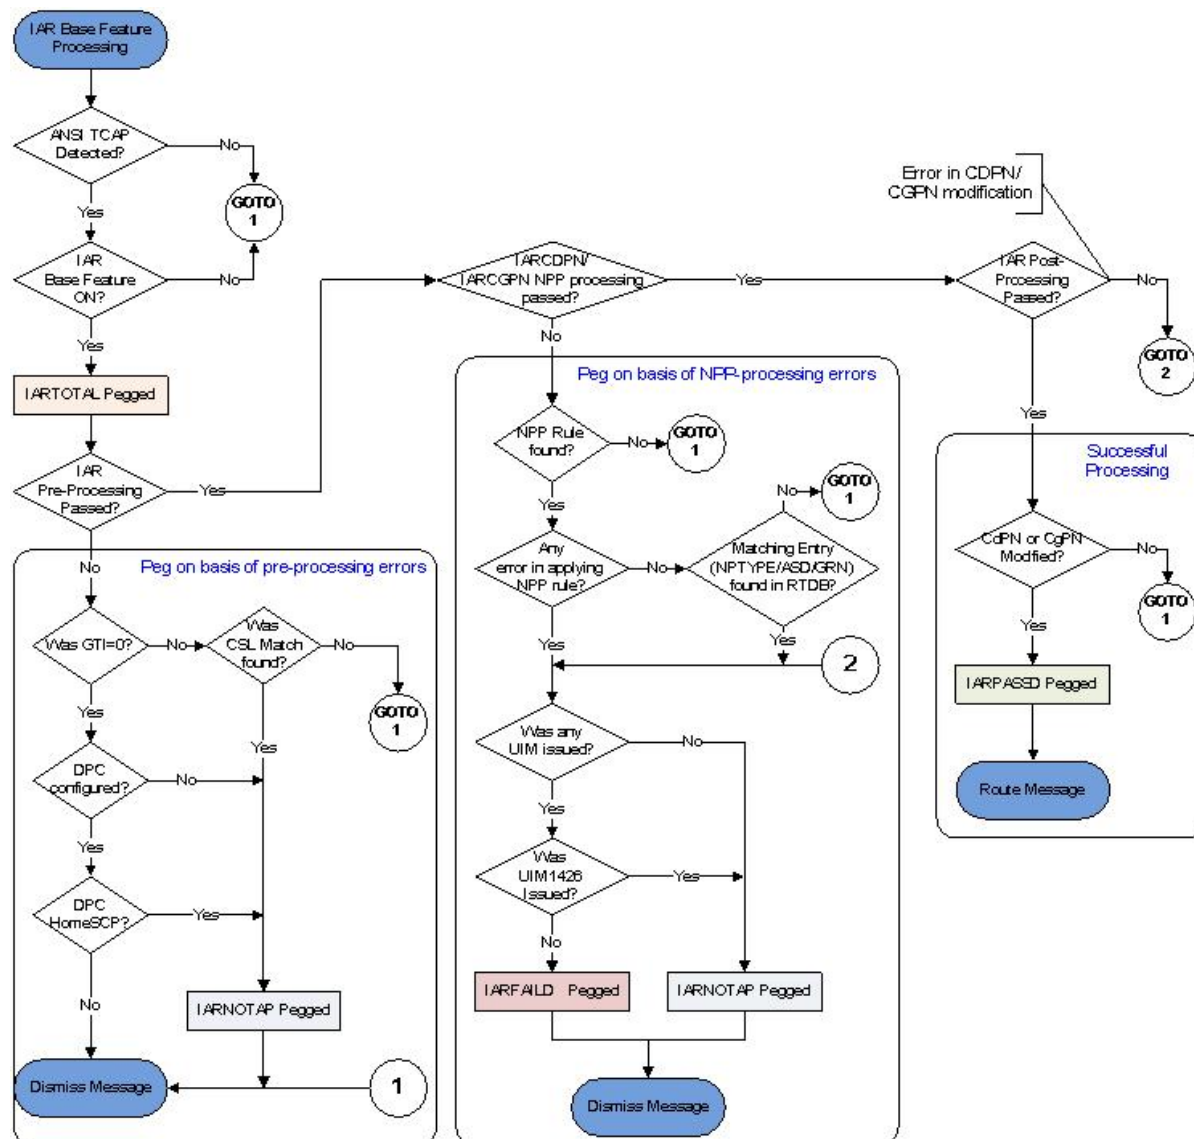 IAR Base Feature
Processing
ANSI TCAP
Detected?
No
GOTO
1
Yes
IAR
Base Feature
ON?
No
Yes
IARTOTAL Pegged
IAR
Pre-Processing
Passed?
Yes
No
Peg on basis of pre-processing errors
Was GTI=0?
No
Was
CSL Match
found?
No
GOTO
1
Yes
Yes
DPC
configured?
No
Yes
DPC
HomeSCP?
Yes
No
IARNOTAP Pegged
Dismiss Message
1
IARCDPN/
IARCGPN NPP processing
passed?
Yes
No
Peg on basis of NPP-processing errors
NPP Rule
found?
No
GOTO
1
Yes
No
GOTO
1
Any
error in applying
NPP rule?
No
Matching Entry
(NPTYPE/ASD/GRN)
found in RTDB?
Yes
Yes
2
Was any
UIM issued?
No
Yes
Was
UIM1426
Issued?
Yes
No
IARFAILD Pegged
IARNOTAP Pegged
Dismiss Message
Error in CDPN/
CGPN modification
IAR Post-
Processing
Passed?
No
GOTO
2
Yes
Successful
Processing
CdPN or CgPN
Modified?
No
GOTO
1
Yes
IARPASSD Pegged
Route Message